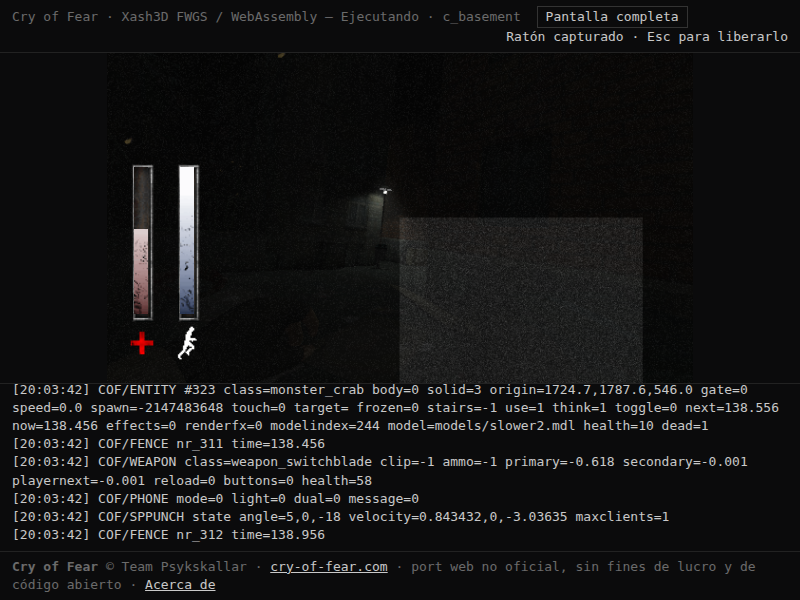 Cry of Fear · Xash3D FWGS / WebAssembly — Ejecutando · c_basement Pantalla completa
Ratón capturado · Esc para liberarlo
[20:03:42] COF/ENTITY #323 class=monster_crab body=0 solid=3 origin=1724.7,1787.6,546.0 gate=0
speed=0.0 spawn=-2147483648 touch=0 target= frozen=0 stairs=-1 use=1 think=1 toggle=0 next=138.556
now=138.456 effects=0 renderfx=0 modelindex=244 model=models/slower2.mdl health=10 dead=1
[20:03:42] COF/FENCE nr_311 time=138.456
[20:03:42] COF/WEAPON class=weapon_switchblade clip=-1 ammo=-1 primary=-0.618 secondary=-0.001
playernext=-0.001 reload=0 buttons=0 health=58
[20:03:42] COF/PHONE mode=0 light=0 dual=0 message=0
[20:03:42] COF/SPPUNCH state angle=5,0,-18 velocity=0.843432,0,-3.03635 maxclients=1
[20:03:42] COF/FENCE nr_312 time=138.956
Cry of Fear © Team Psykskallar · cry-of-fear.com · port web no oficial, sin fines de lucro y de
código abierto · Acerca de